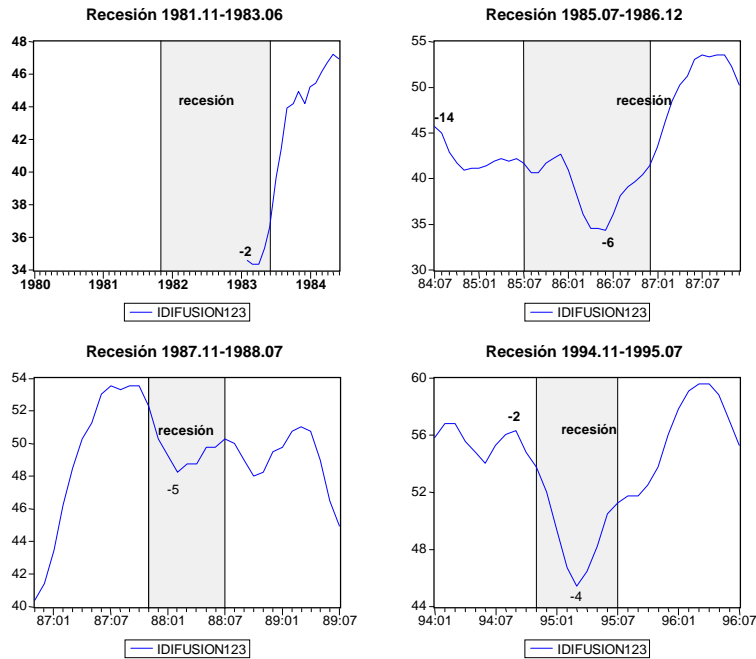 Recesión 1981.11-1983.06
48
46
44
42
40
38
36
34
recesión
-2
1980 1981 1982 1983 1984
IDIFUSION123
Recesión 1985.07-1986.12
55
50
45
40
35
30
-14
recesión
-6
84:07 85:01 85:07 86:01 86:07 87:01 87:07
IDIFUSION123
Recesión 1987.11-1988.07
54
52
50
48
46
44
42
40
recesión
-5
87:01 87:07 88:01 88:07 89:01 89:07
IDIFUSION123
Recesión 1994.11-1995.07
60
56
52
48
44
-2
recesión
-4
94:01 94:07 95:01 95:07 96:01 96:07
IDIFUSION123